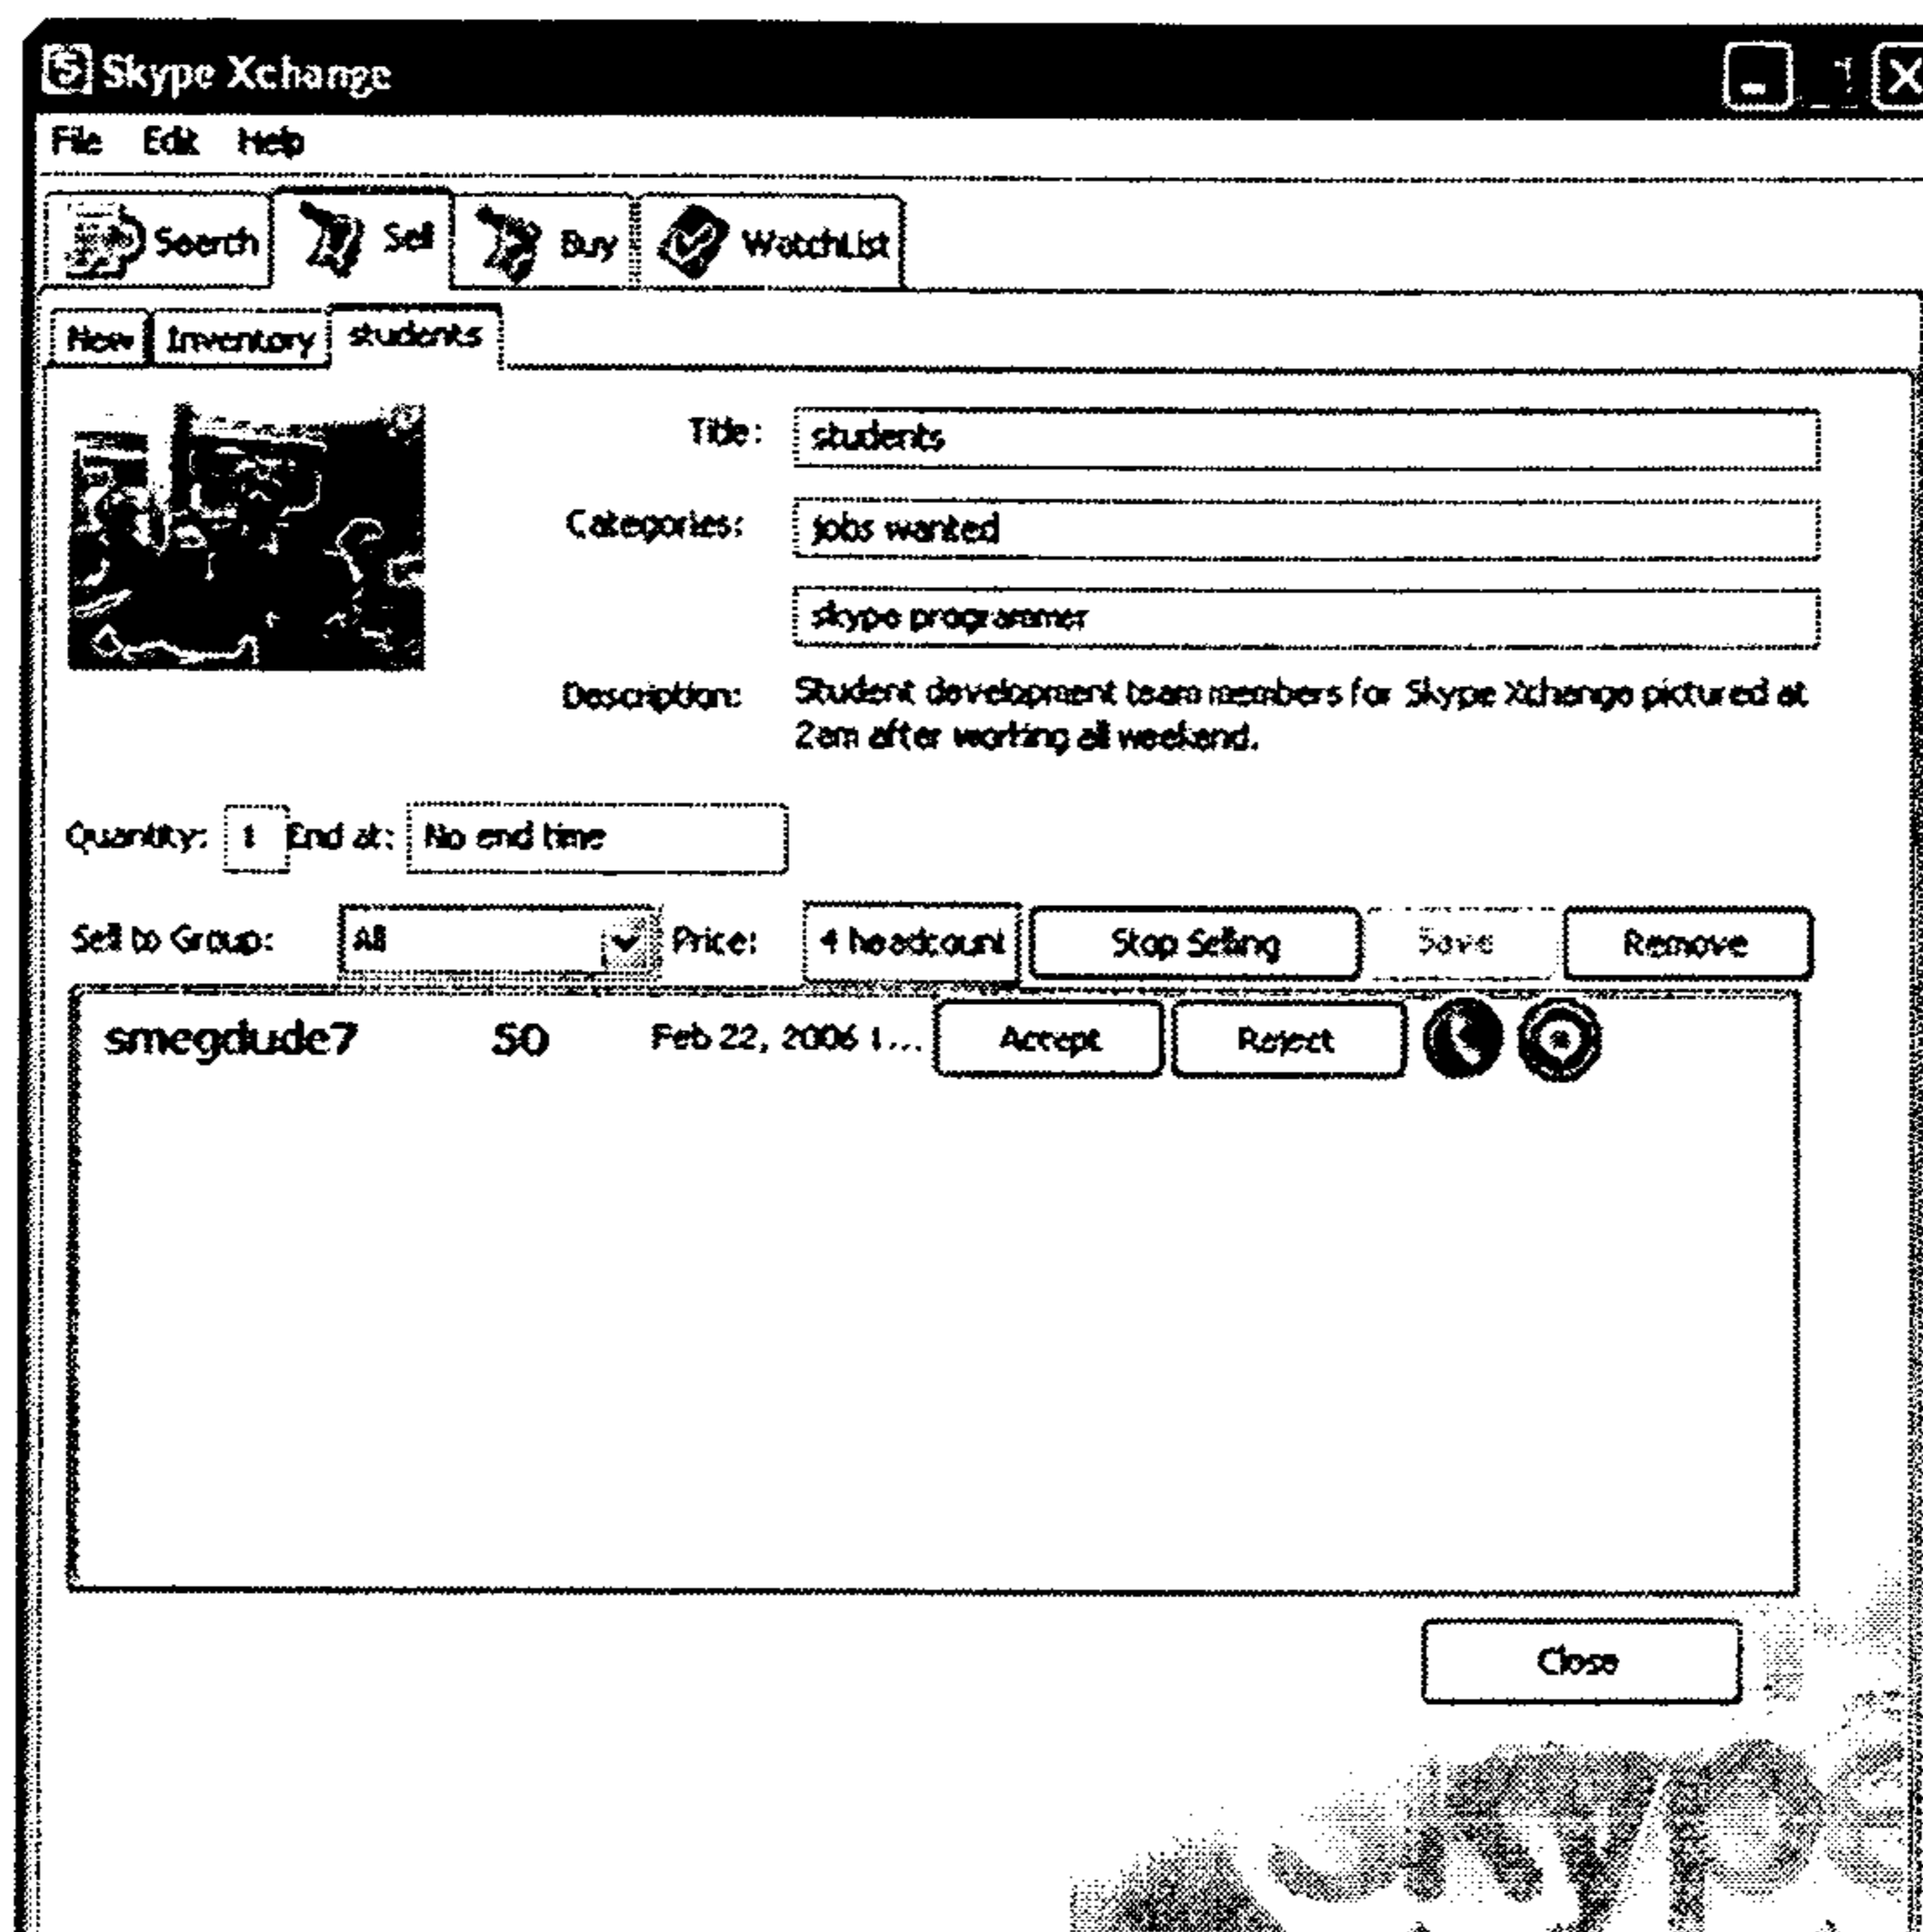 Skype Xchange
File Edit Help
Search Sell Buy WatchList
New Inventory students
Title: students
Categories: jobs wanted
skype programmer
Description: Student development team members for Skype Xchange pictured at
2am after working all weekend.
Quantity: 1 End at: No end time
Sell to Group: All Price: 4 headcount Stop Selling Save Remove
smegdude7 50 Feb 22, 2006 1... Accept Reject
Close
skype